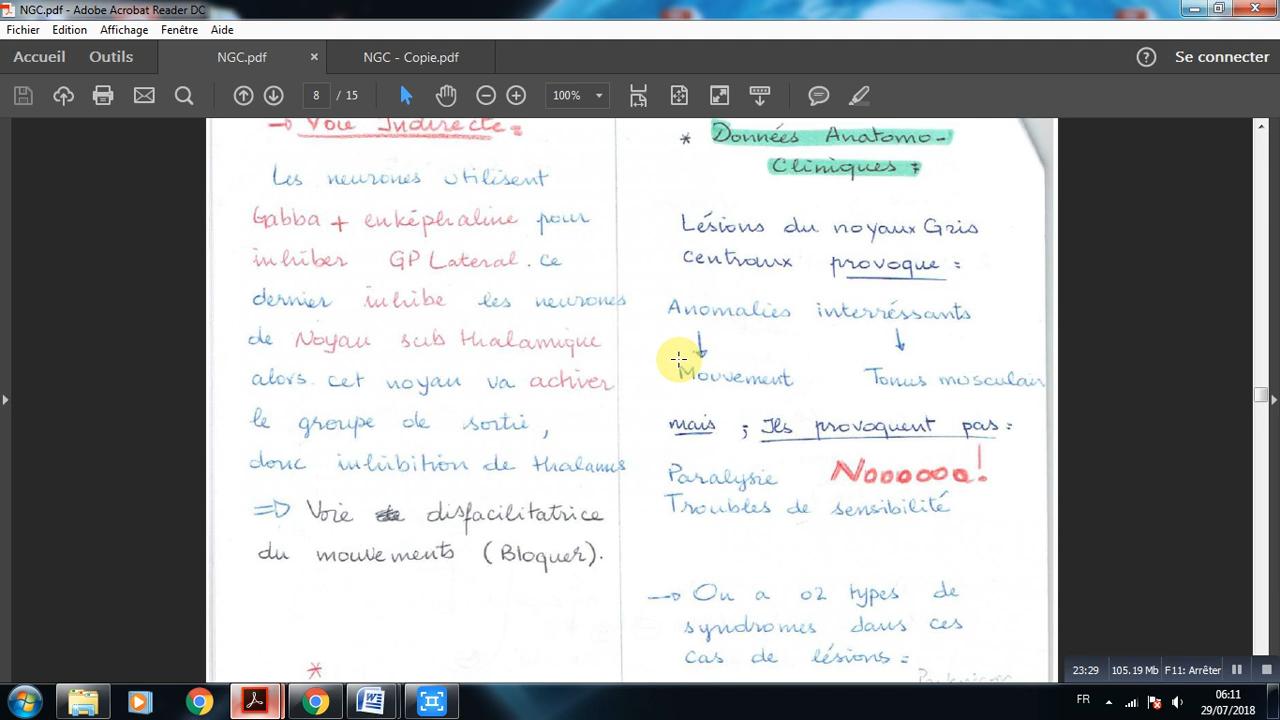 NGC.pdf - Adobe Acrobat Reader DC
Fichier Edition Affichage Fenêtre Aide
Accueil Outils NGC.pdf × NGC - Copie.pdf ? Se connecter
8 / 15 100%
→ Voie Indirecte =
Les neurones utilisent
Gabba + enképhaline pour
inhiber GP Lateral. ce
dernier inhibe les neurones
de Noyau sub thalamique
alors cet noyau va activer
le groupe de sortie,
donc inhibition de thalamus
=> Voie disfacilitatrice
du mouvements (Bloquer).
*
* Données Anatomo-
Cliniques :
Lésions du noyaux Gris
centraux provoque :
Anomalies interréssants
↓ ↓
Mouvement Tonus musculair
mais ; Ils provoquent pas :
Paralysie Noooooo!
Troubles de sensibilité
→ On a 02 types de
syndromes dans ces
cas de lésions =
23:29 105.19 Mb F11: Arrêter
FR 06:11
29/07/2018